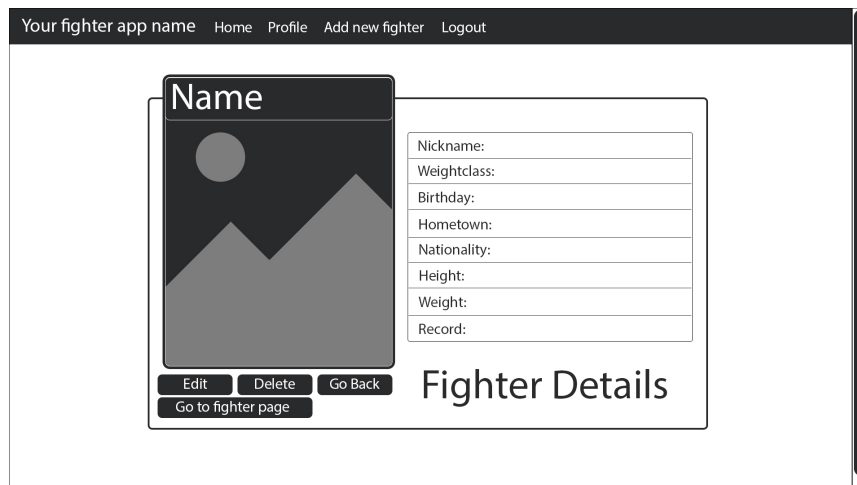 Your fighter app name Home Profile Add new fighter Logout
Name
Nickname:
Weightclass:
Birthday:
Hometown:
Nationality:
Height:
Weight:
Record:
Edit Delete Go Back
Go to fighter page
Fighter Details